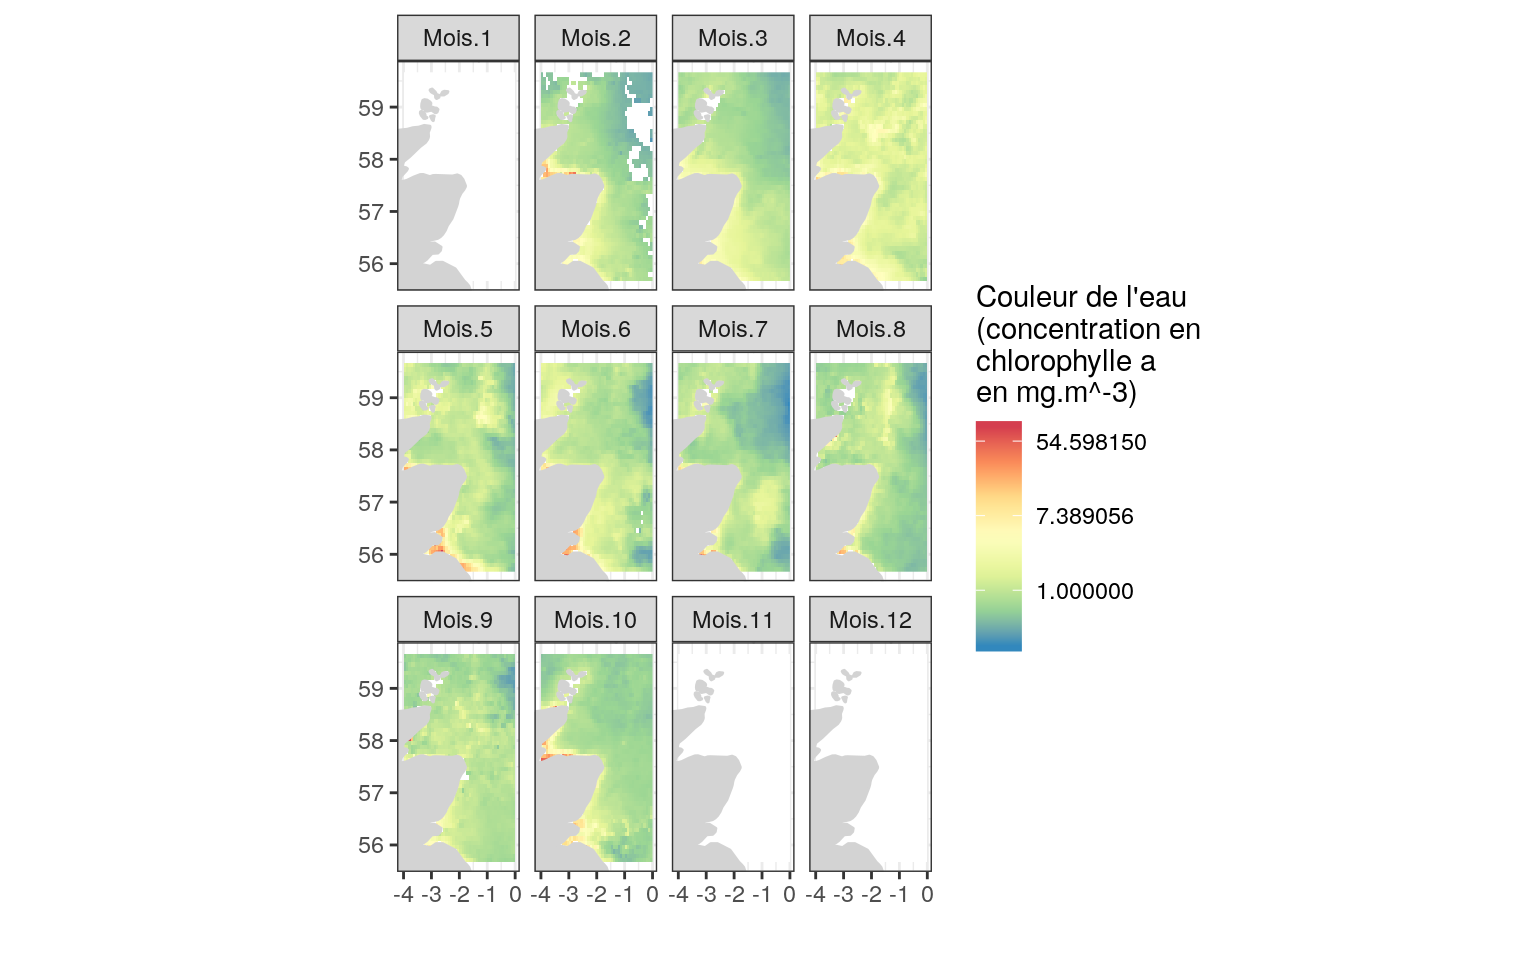 Mois.1 Mois.2 Mois.3 Mois.4
59
58
57
56
Mois.5 Mois.6 Mois.7 Mois.8
59
58
57
56
Mois.9 Mois.10 Mois.11 Mois.12
59
58
57
56
-4 -3 -2 -1 0 -4 -3 -2 -1 0 -4 -3 -2 -1 0 -4 -3 -2 -1 0
Couleur de l'eau
(concentration en
chlorophylle a
en mg.m^-3)
54.598150
7.389056
1.000000